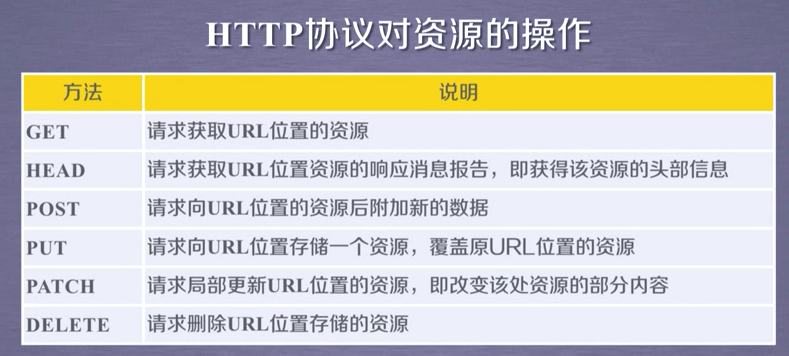 HTTP协议对资源的操作
方法 说明
GET 请求获取URL位置的资源
HEAD 请求获取URL位置资源的响应消息报告，即获得该资源的头部信息
POST 请求向URL位置的资源后附加新的数据
PUT 请求向URL位置存储一个资源，覆盖原URL位置的资源
PATCH 请求局部更新URL位置的资源，即改变该处资源的部分内容
DELETE 请求删除URL位置存储的资源